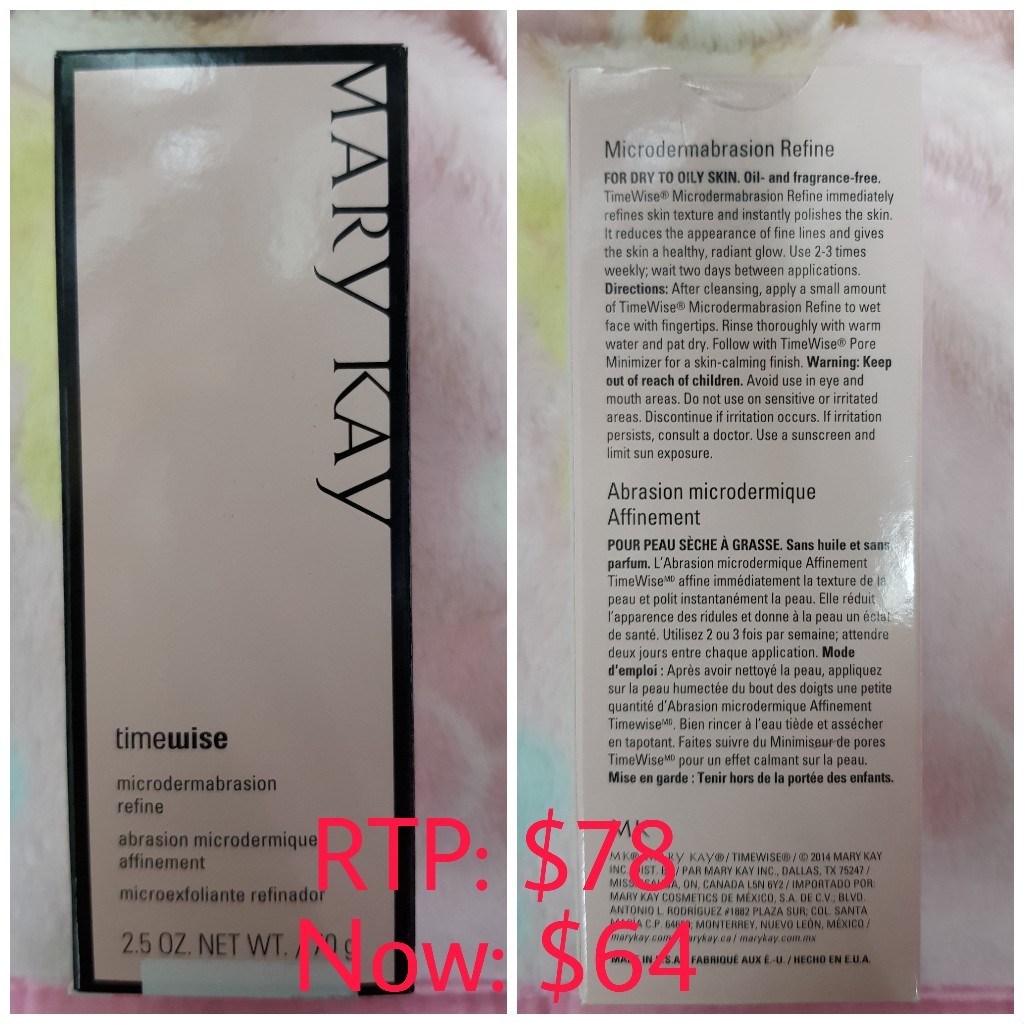 MARY KAY
timewise
microdermabrasion
refine
abrasion microdermique
affinement
microexfoliante refinador
2.5 OZ. NET WT. / 70 g
Microdermabrasion Refine
FOR DRY TO OILY SKIN. Oil- and fragrance-free.
TimeWise® Microdermabrasion Refine immediately
refines skin texture and instantly polishes the skin.
It reduces the appearance of fine lines and gives
the skin a healthy, radiant glow. Use 2-3 times
weekly; wait two days between applications.
Directions: After cleansing, apply a small amount
of TimeWise® Microdermabrasion Refine to wet
face with fingertips. Rinse thoroughly with warm
water and pat dry. Follow with TimeWise® Pore
Minimizer for a skin-calming finish. Warning: Keep
out of reach of children. Avoid use in eye and
mouth areas. Do not use on sensitive or irritated
areas. Discontinue if irritation occurs. If irritation
persists, consult a doctor. Use a sunscreen and
limit sun exposure.
Abrasion microdermique
Affinement
POUR PEAU SÈCHE À GRASSE. Sans huile et sans
parfum. L'Abrasion microdermique Affinement
TimeWiseᴹᴰ affine immédiatement la texture de la
peau et polit instantanément la peau. Elle réduit
l'apparence des ridules et donne à la peau un éclat
de santé. Utilisez 2 ou 3 fois par semaine; attendre
deux jours entre chaque application. Mode
d'emploi : Après avoir nettoyé la peau, appliquez
sur la peau humectée du bout des doigts une petite
quantité d'Abrasion microdermique Affinement
Timewiseᴹᴰ. Bien rincer à l'eau tiède et assécher
en tapotant. Faites suivre du Minimiseur de pores
TimeWiseᴹᴰ pour un effet calmant sur la peau.
Mise en garde : Tenir hors de la portée des enfants.
MK
MK® MARY KAY® / TIMEWISE® / © 2014 MARY KAY
INC. DIST. BY / PAR MARY KAY INC., DALLAS, TX 75247 /
MISSISSAUGA, ON, CANADA L5N 6Y2 / IMPORTADO POR:
MARY KAY COSMETICS DE MÉXICO, S.A. DE C.V.; BLVD.
ANTONIO L. RODRÍGUEZ #1882 PLAZA SUR; COL. SANTA
MARÍA C.P. MONTERREY, NUEVO LEÓN, MÉXICO /
marykay.com / marykay.ca / marykay.com.mx
MADE IN U.S.A. / FABRIQUÉ AUX É.-U. / HECHO EN E.U.A.
RTP: $78
Now: $64